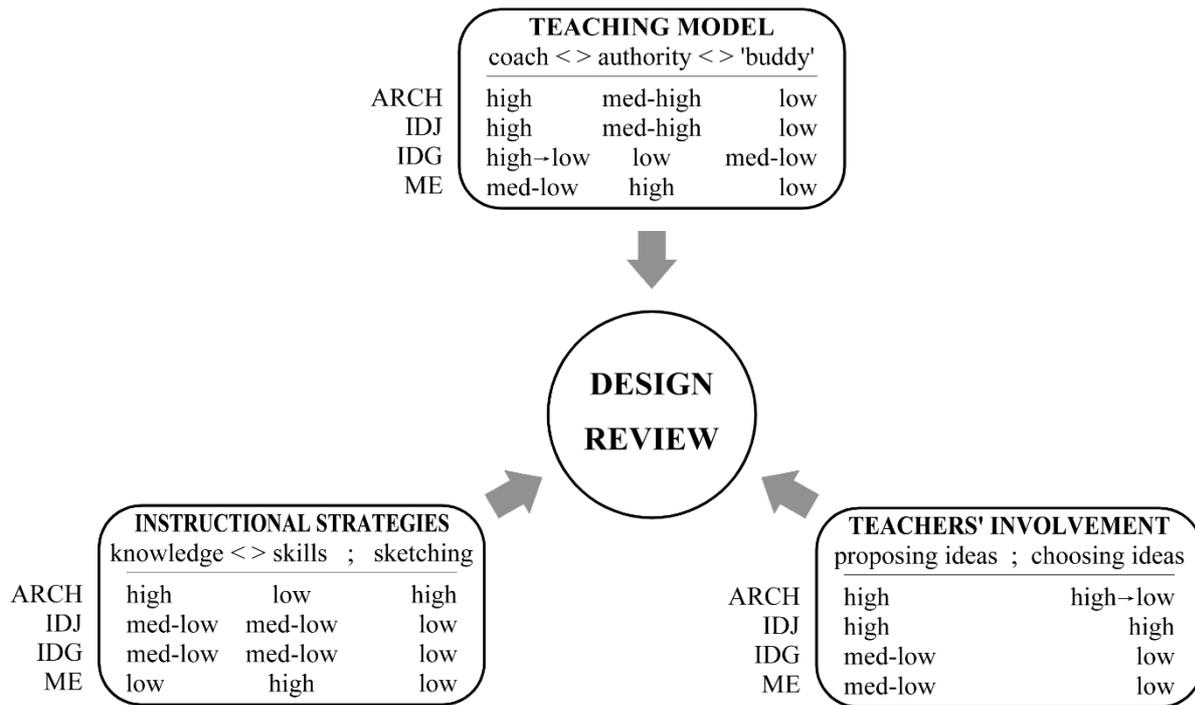 TEACHING MODEL
coach < > authority < > 'buddy'
ARCH high med-high low
IDJ high med-high low
IDG high→low low med-low
ME med-low high low
DESIGN
REVIEW
INSTRUCTIONAL STRATEGIES
knowledge < > skills ; sketching
ARCH high low high
IDJ med-low med-low low
IDG med-low med-low low
ME low high low
TEACHERS' INVOLVEMENT
proposing ideas ; choosing ideas
ARCH high high→low
IDJ high high
IDG med-low low
ME med-low low